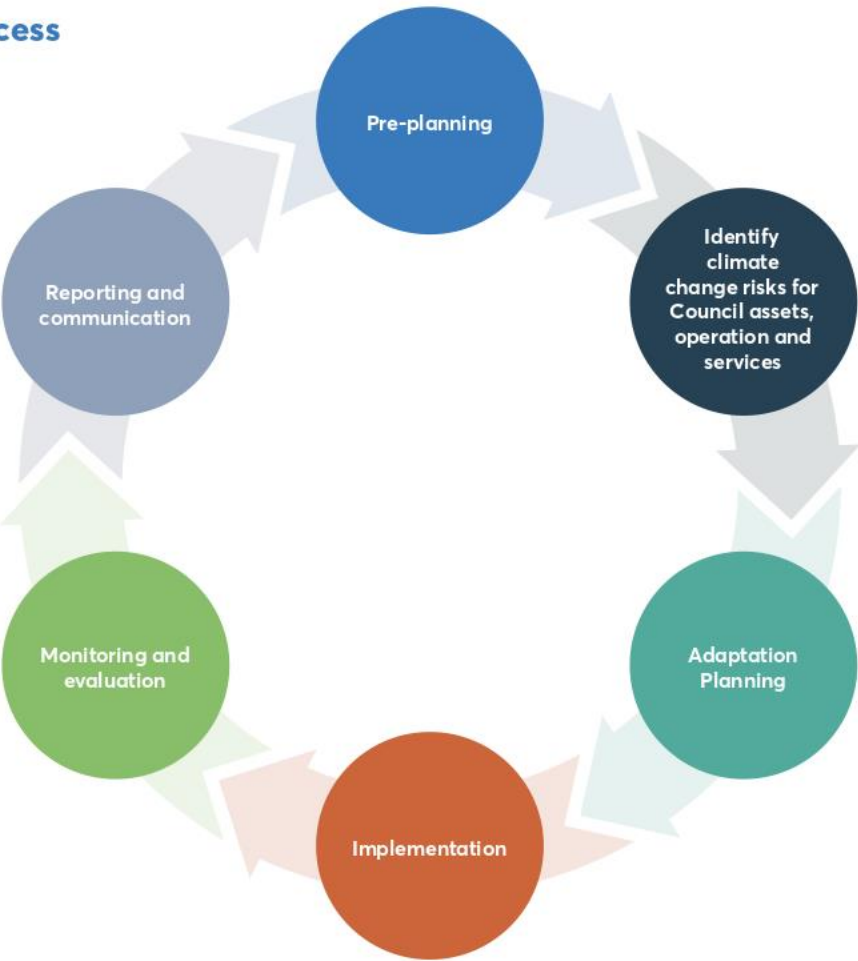 cess
Pre-planning
Identify
climate
change risks for
Council assets,
operation and
services
Adaptation
Planning
Implementation
Monitoring and
evaluation
Reporting and
communication